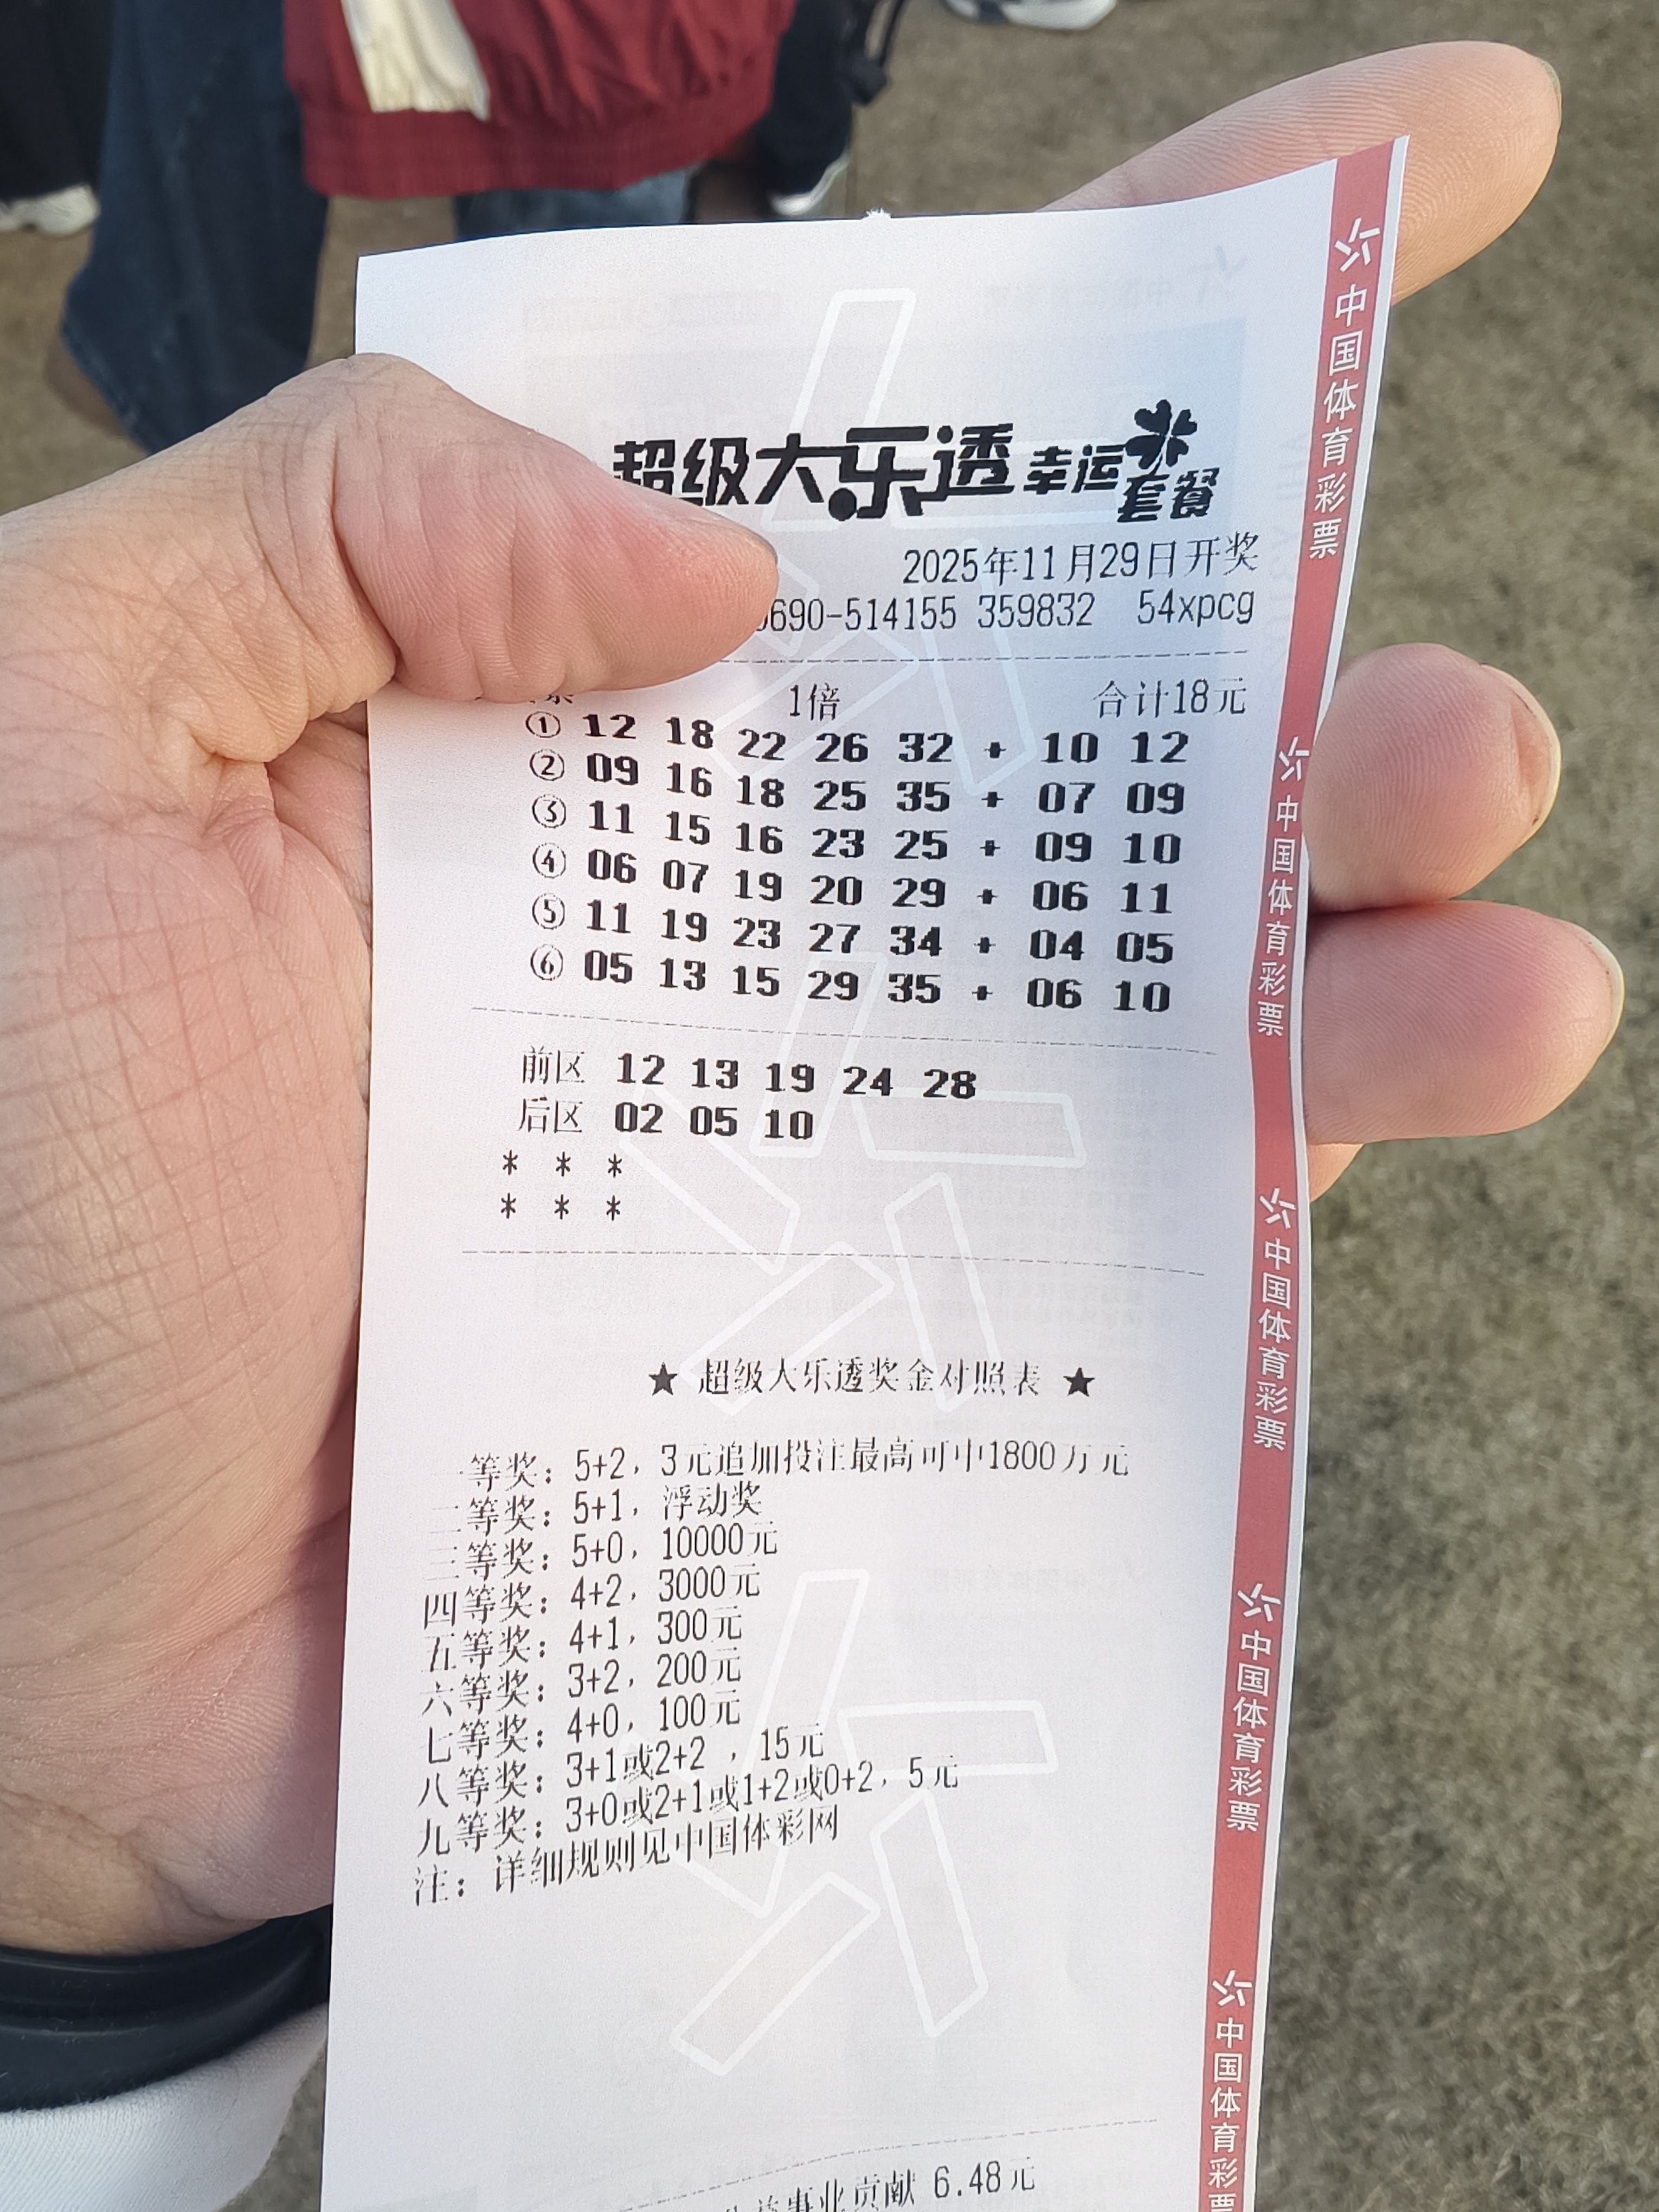 超级大乐透 幸运套餐
2025年11月29日开奖
690-514155 359832 54xpcg
1倍 合计18元
① 12 18 22 26 32 + 10 12
② 09 16 18 25 35 + 07 09
③ 11 15 16 23 25 + 09 10
④ 06 07 19 20 29 + 06 11
⑤ 11 19 23 27 34 + 04 05
⑥ 05 13 15 29 35 + 06 10
前区 12 13 19 24 28
后区 02 05 10
* * *
* * *
★ 超级大乐透奖金对照表 ★
一等奖：5+2，3元追加投注最高可中1800万元
二等奖：5+1，浮动奖
三等奖：5+0，10000元
四等奖：4+2，3000元
五等奖：4+1，300元
六等奖：3+2，200元
七等奖：4+0，100元
八等奖：3+1或2+2 ，15元
九等奖：3+0或2+1或1+2或0+2，5元
注：详细规则见中国体彩网
事业贡献 6.48元
中国体育彩票
中国体育彩票
中国体育彩票
中国体育彩票
中国体育彩票